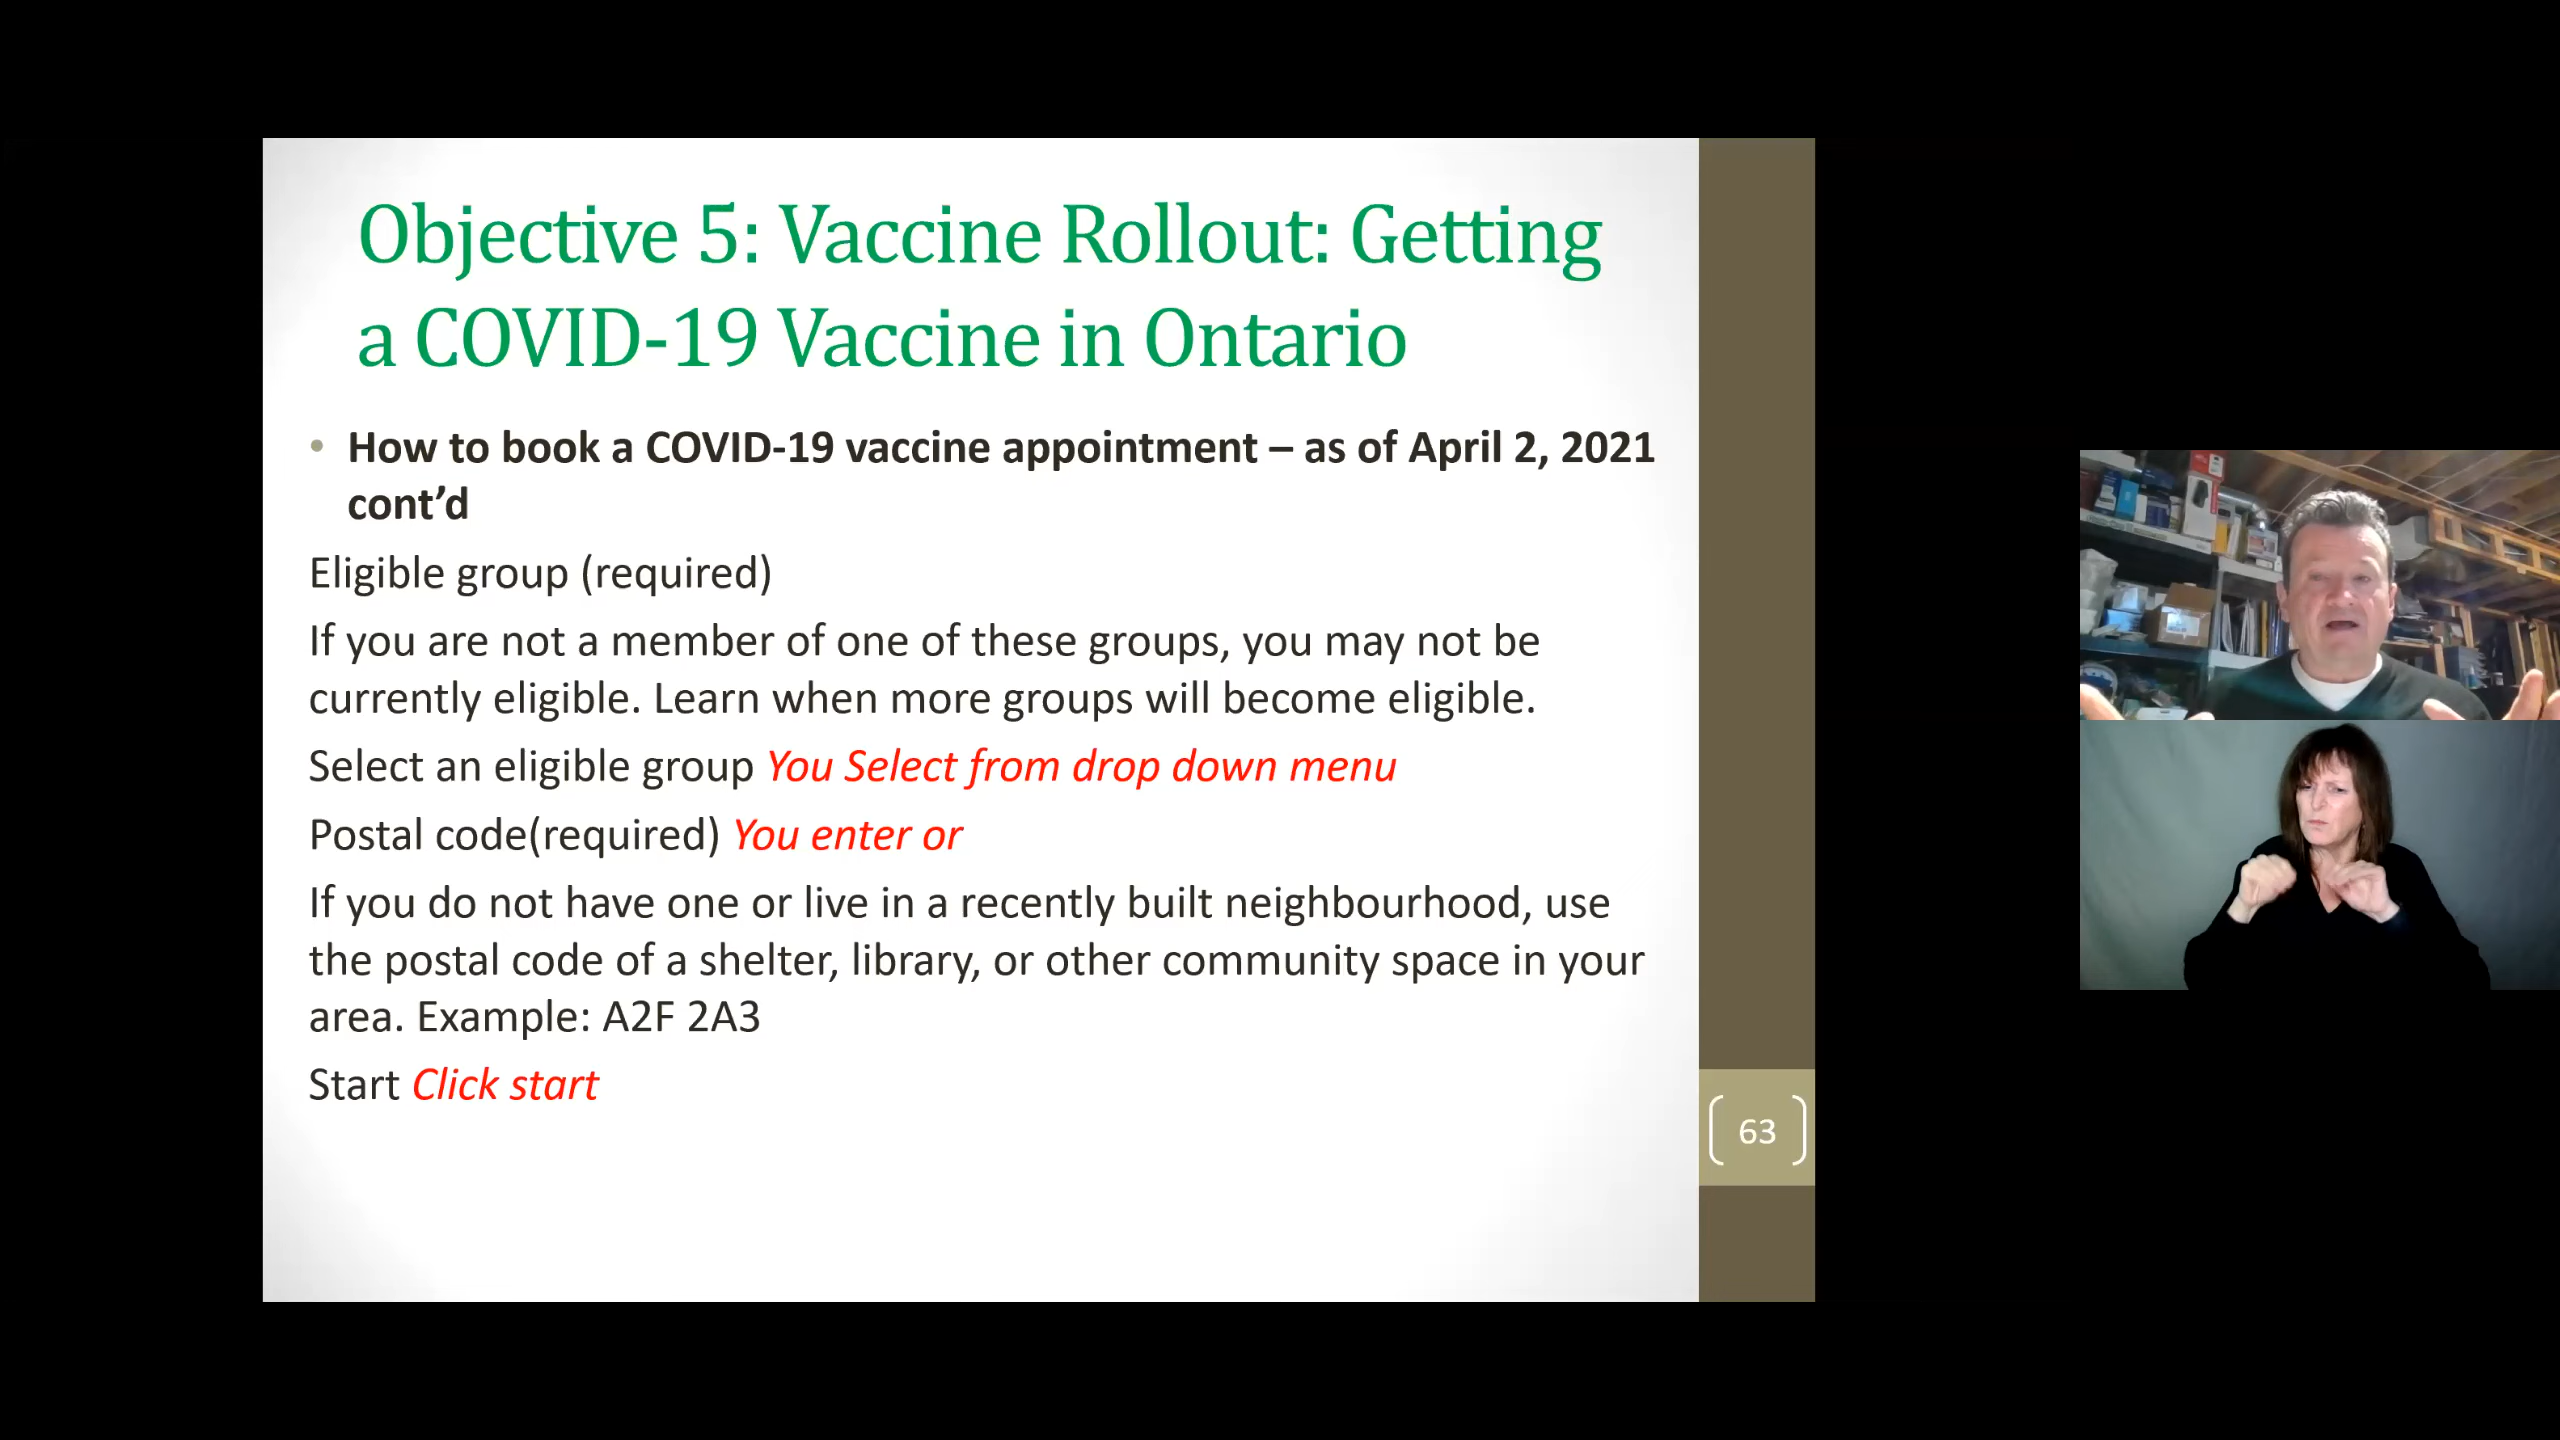 Objective 5: Vaccine Rollout: Getting
a COVID-19 Vaccine in Ontario
• How to book a COVID-19 vaccine appointment – as of April 2, 2021
cont’d
Eligible group (required)
If you are not a member of one of these groups, you may not be
currently eligible. Learn when more groups will become eligible.
Select an eligible group You Select from drop down menu
Postal code(required) You enter or
If you do not have one or live in a recently built neighbourhood, use
the postal code of a shelter, library, or other community space in your
area. Example: A2F 2A3
Start Click start
63